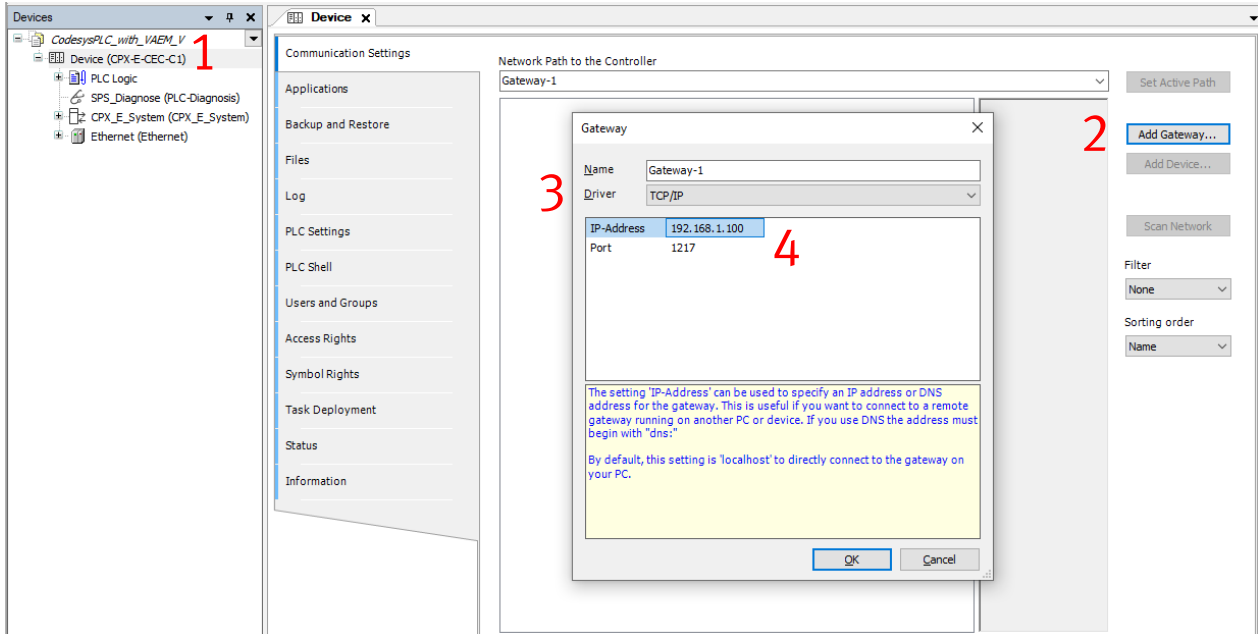 Devices
CodesysPLC_with_VAEM_V
1
Device (CPX-E-CEC-C1)
PLC Logic
SPS_Diagnose (PLC-Diagnosis)
CPX_E_System (CPX_E_System)
Ethernet (Ethernet)
Device
Communication Settings
Applications
Backup and Restore
Files
Log
PLC Settings
PLC Shell
Users and Groups
Access Rights
Symbol Rights
Task Deployment
Status
Information
Network Path to the Controller
Gateway-1
Set Active Path
2
Add Gateway...
Add Device...
Scan Network
Filter
None
Sorting order
Name
Gateway
Name Gateway-1
3
Driver TCP/IP
IP-Address 192.168.1.100
4
Port 1217
The setting 'IP-Address' can be used to specify an IP address or DNS
address for the gateway. This is useful if you want to connect to a remote
gateway running on another PC or device. If you use DNS the address must
begin with "dns:"
By default, this setting is 'localhost' to directly connect to the gateway on
your PC.
OK Cancel